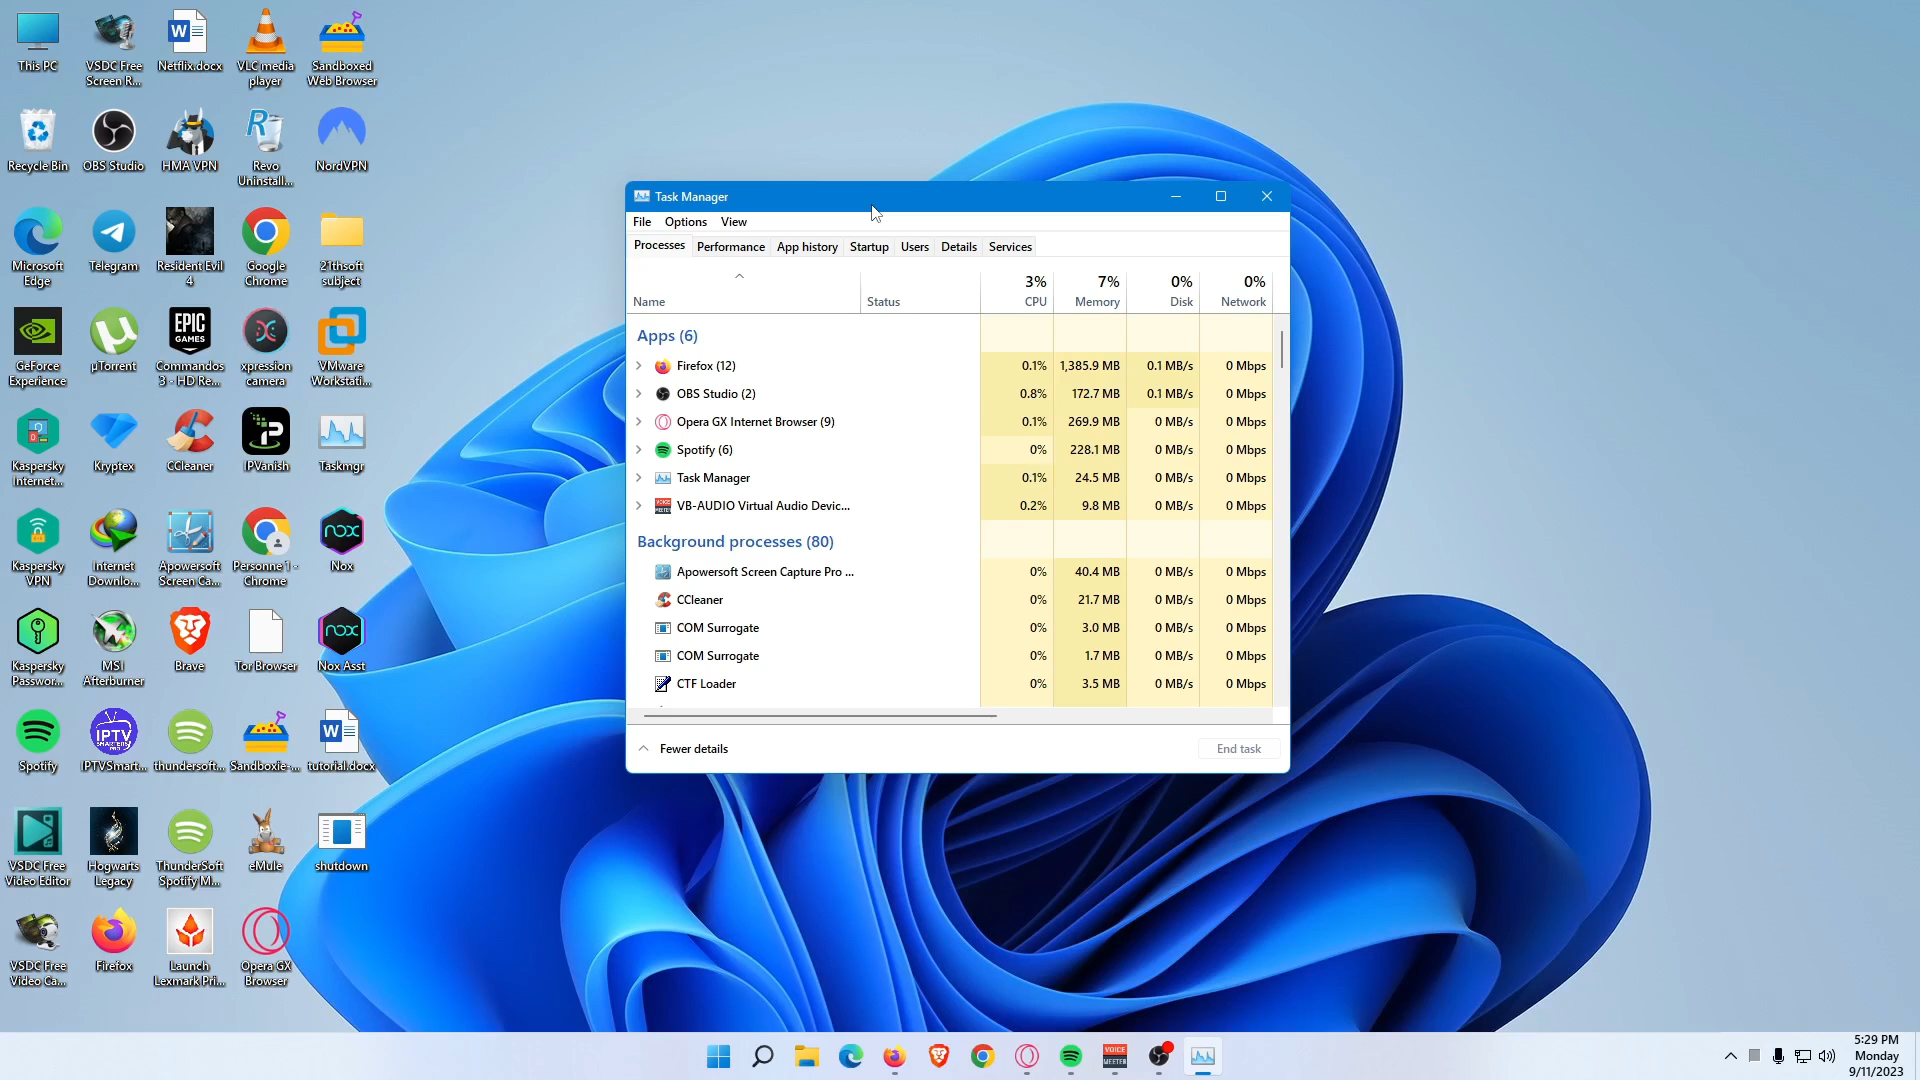 This PC
VSDC Free
Screen R...
Netflix.docx
VLC media
player
Sandboxed
Web Browser
Recycle Bin
OBS Studio
HMA VPN
Revo
Uninstall...
NordVPN
Microsoft
Edge
Telegram
Resident Evil
4
Google
Chrome
21thsoft
subject
GeForce
Experience
µTorrent
EPIC
GAMES
Commandos
3 - HD Re...
xpression
camera
VMware
Workstati...
Kaspersky
Internet...
Kryptex
CCleaner
IPVanish
Taskmgr
Kaspersky
VPN
Internet
Downlo...
Apowersoft
Screen Ca...
Personne 1 -
Chrome
nox
Nox
Kaspersky
Passwor...
MSI
Afterburner
Brave
Tor Browser
nox
Nox Asst
Spotify
IPTV
SMARTERS
PRO
IPTVSmart...
thundersoft...
Sandboxie-...
tutorial.docx
VSDC Free
Video Editor
Hogwarts
Legacy
ThunderSoft
Spotify M...
eMule
shutdown
VSDC Free
Video Ca...
Firefox
Launch
Lexmark Pri...
Opera GX
Browser
Task Manager
File Options View
Processes Performance App history Startup Users Details Services
3% 7% 0% 0%
Name Status CPU Memory Disk Network
Apps (6)
Firefox (12) 0.1% 1,385.9 MB 0.1 MB/s 0 Mbps
OBS Studio (2) 0.8% 172.7 MB 0.1 MB/s 0 Mbps
Opera GX Internet Browser (9) 0.1% 269.9 MB 0 MB/s 0 Mbps
Spotify (6) 0% 228.1 MB 0 MB/s 0 Mbps
Task Manager 0.1% 24.5 MB 0 MB/s 0 Mbps
VB-AUDIO Virtual Audio Devic... 0.2% 9.8 MB 0 MB/s 0 Mbps
Background processes (80)
Apowersoft Screen Capture Pro ... 0% 40.4 MB 0 MB/s 0 Mbps
CCleaner 0% 21.7 MB 0 MB/s 0 Mbps
COM Surrogate 0% 3.0 MB 0 MB/s 0 Mbps
COM Surrogate 0% 1.7 MB 0 MB/s 0 Mbps
CTF Loader 0% 3.5 MB 0 MB/s 0 Mbps
Fewer details End task
VOICE
MEETER
5:29 PM
Monday
9/11/2023